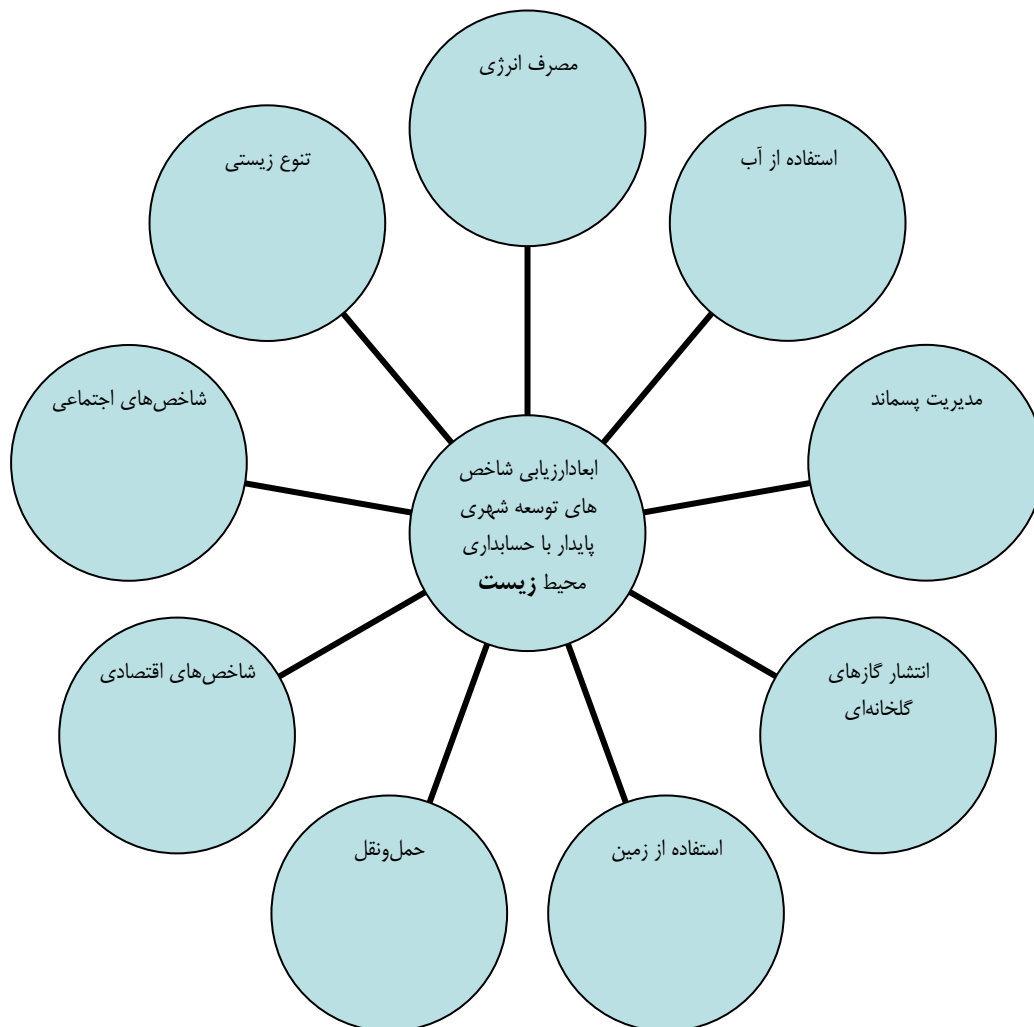 مصرف انرژی
استفاده از آب
مدیریت پسماند
انتشار گازهای
گلخانه‌ای
استفاده از زمین
حمل‌ونقل
شاخص‌های اقتصادی
شاخص‌های اجتماعی
تنوع زیستی
ابعادارزیابی شاخص
های توسعه شهری
پایدار با حسابداری
محیط زیست